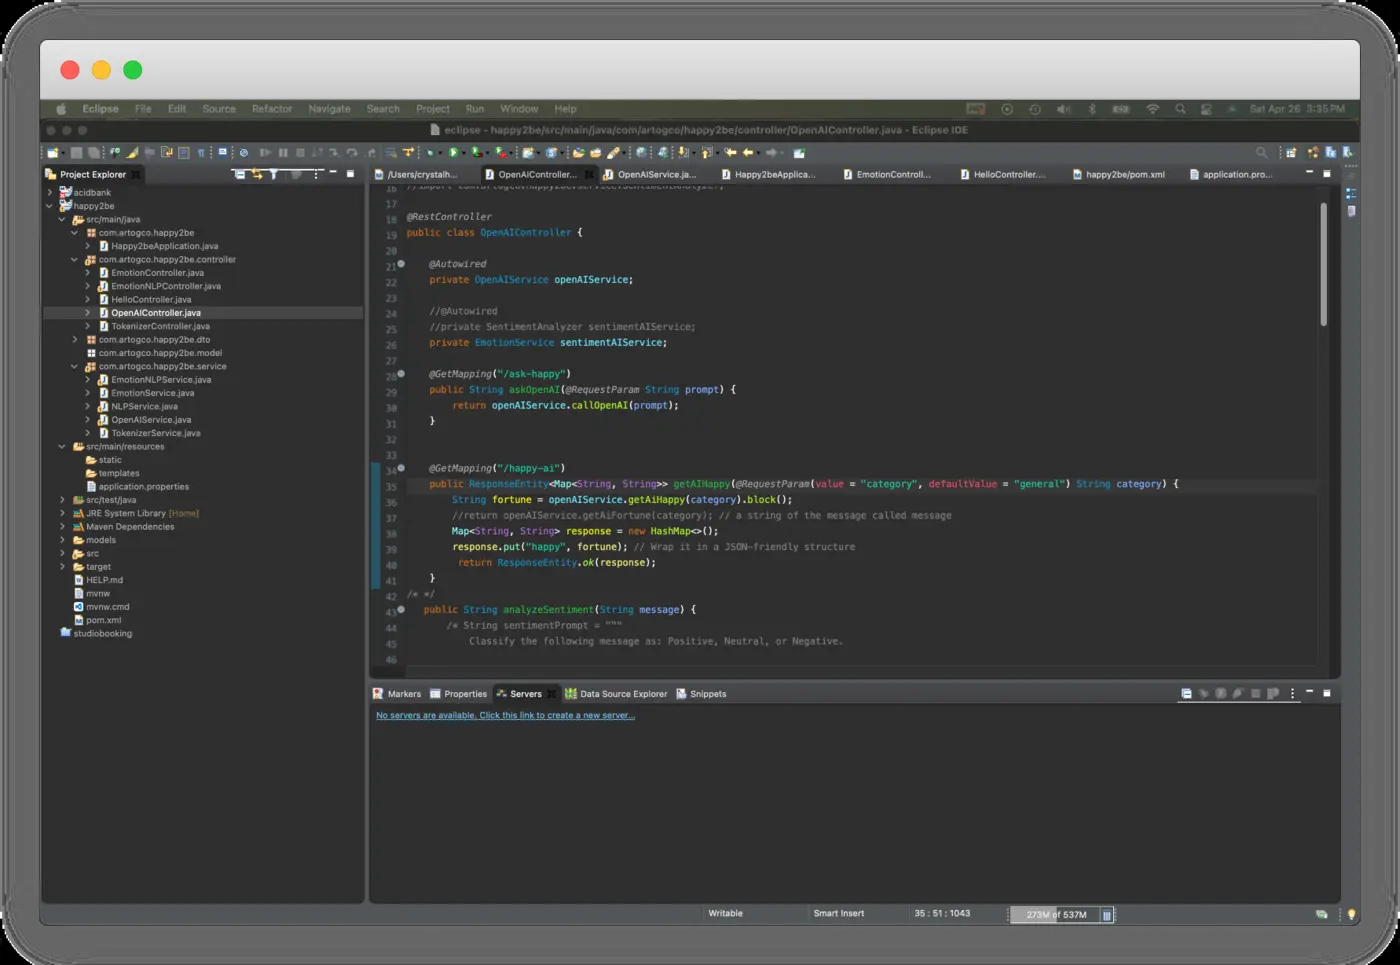 Eclipse File Edit Source Refactor Navigate Search Project Run Window Help Sat Apr 26 3:35 PM
eclipse - happy2be/src/main/java/com/artogco/happy2be/controller/OpenAIController.java - Eclipse IDE
Project Explorer
acidbank
happy2be
src/main/java
com.artogco.happy2be
Happy2beApplication.java
com.artogco.happy2be.controller
EmotionController.java
EmotionNLPController.java
HelloController.java
OpenAIController.java
TokenizerController.java
com.artogco.happy2be.dto
com.artogco.happy2be.model
com.artogco.happy2be.service
EmotionNLPService.java
EmotionService.java
NLPService.java
OpenAIService.java
TokenizerService.java
src/main/resources
static
templates
application.properties
src/test/java
JRE System Library [Home]
Maven Dependencies
models
src
target
HELP.md
mvnw
mvnw.cmd
pom.xml
studiobooking
/Users/crystalh... OpenAIController... OpenAIService.ja... Happy2beApplica... EmotionControll... HelloController.... happy2be/pom.xml application.pro...
16
17
18 @RestController
19 public class OpenAIController {
20
21 @Autowired
22 private OpenAIService openAIService;
23
24 //@Autowired
25 //private SentimentAnalyzer sentimentAIService;
26 private EmotionService sentimentAIService;
27
28 @GetMapping("/ask-happy")
29 public String askOpenAI(@RequestParam String prompt) {
30 return openAIService.callOpenAI(prompt);
31 }
32
33
34 @GetMapping("/happy-ai")
35 public ResponseEntity<Map<String, String>> getAIHappy(@RequestParam(value = "category", defaultValue = "general") String category) {
36 String fortune = openAIService.getAiHappy(category).block();
37 //return openAIService.getAiFortune(category); // a string of the message called message
38 Map<String, String> response = new HashMap<>();
39 response.put("happy", fortune); // Wrap it in a JSON-friendly structure
40 return ResponseEntity.ok(response);
41 }
42 /* */
43 public String analyzeSentiment(String message) {
44 /* String sentimentPrompt = """
45 Classify the following message as: Positive, Neutral, or Negative.
46
Markers Properties Servers Data Source Explorer Snippets
No servers are available. Click this link to create a new server...
Writable Smart Insert 35 : 51 : 1043 273M of 537M